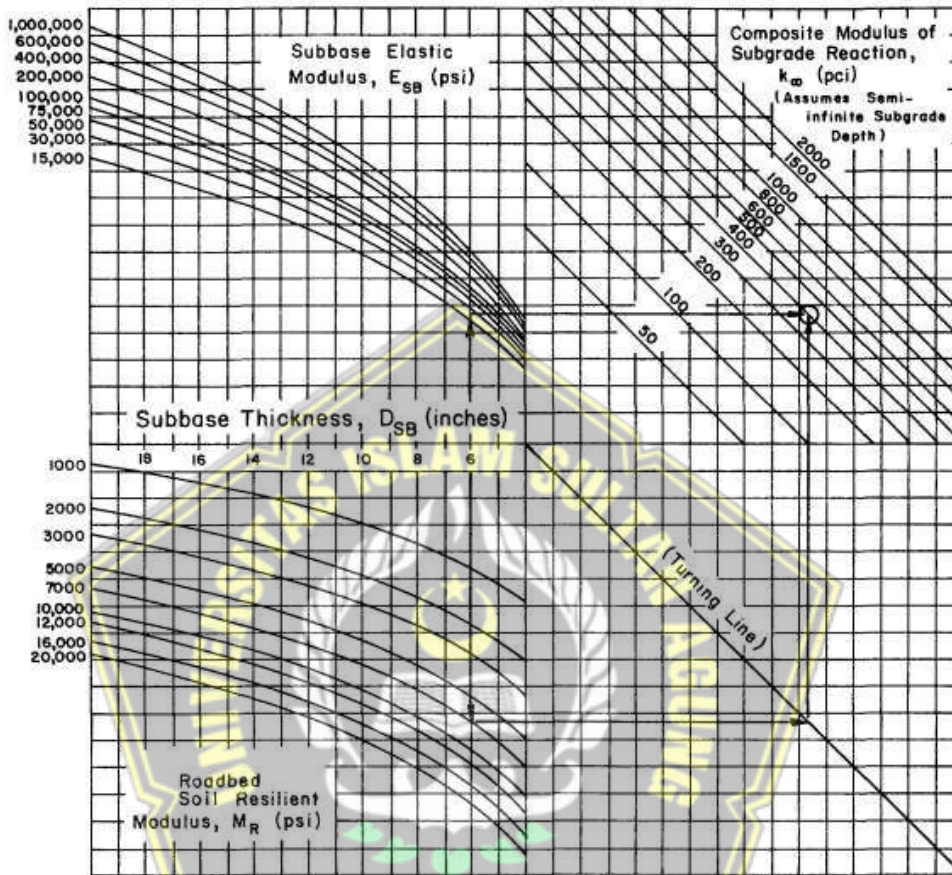 1,000,000
600,000
400,000
200,000
100,000
75,000
50,000
30,000
15,000
Subbase Elastic
Modulus, E_SB (psi)
Composite Modulus of
Subgrade Reaction,
k_∞ (pci)
(Assumes Semi-
infinite Subgrade
Depth)
2000
1500
1000
800
600
500
400
300
200
100
50
Subbase Thickness, D_SB (inches)
18 16 14 12 10 8 6
1000
2000
3000
5000
7000
10,000
12,000
16,000
20,000
(Turning Line)
Roadbed
Soil Resilient
Modulus, M_R (psi)
UNIVERSITAS ISLAM SULTAN AGUNG